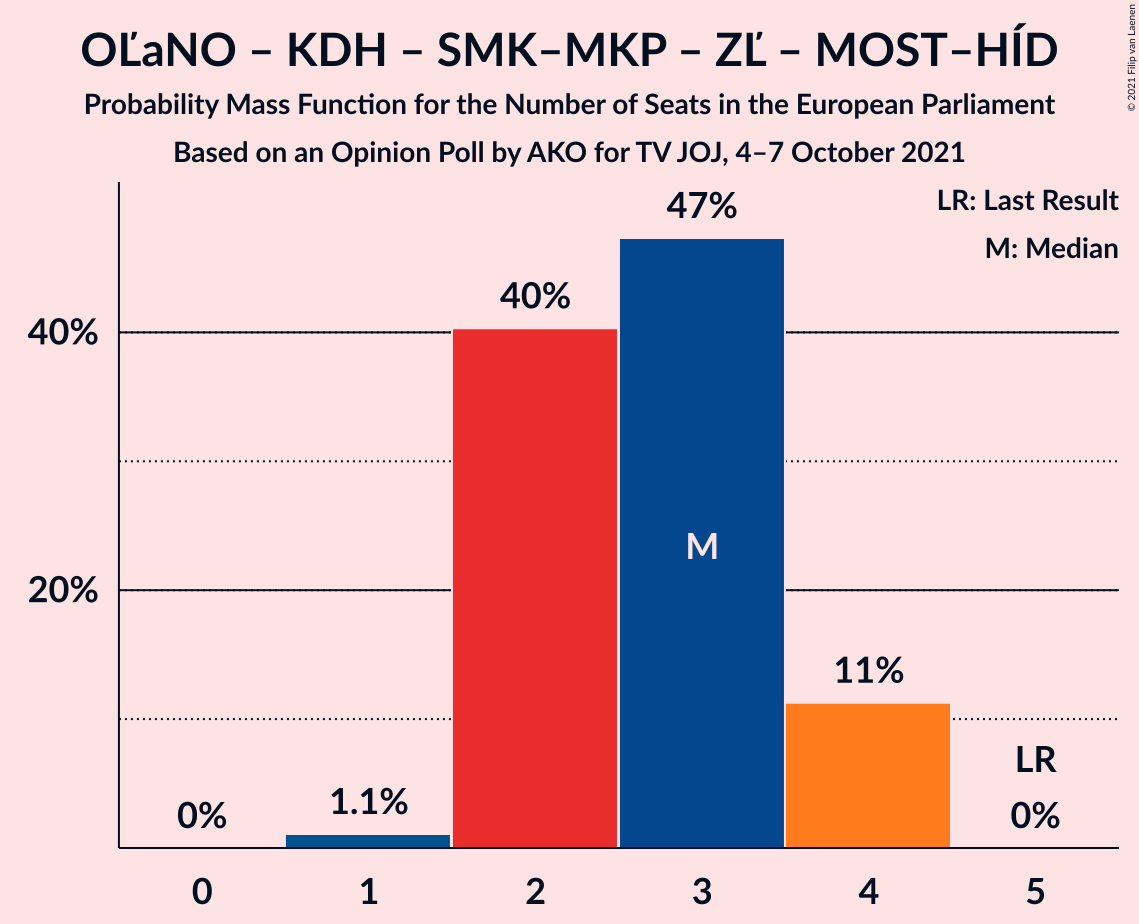 OĽaNO – KDH – SMK–MKP – ZĽ – MOST–HÍD
Probability Mass Function for the Number of Seats in the European Parliament
Based on an Opinion Poll by AKO for TV JOJ, 4–7 October 2021
© 2021 Filip van Laenen
LR: Last Result
M: Median
47%
40%
40%
M
20%
11%
LR
1.1%
0%
0%
0 1 2 3 4 5